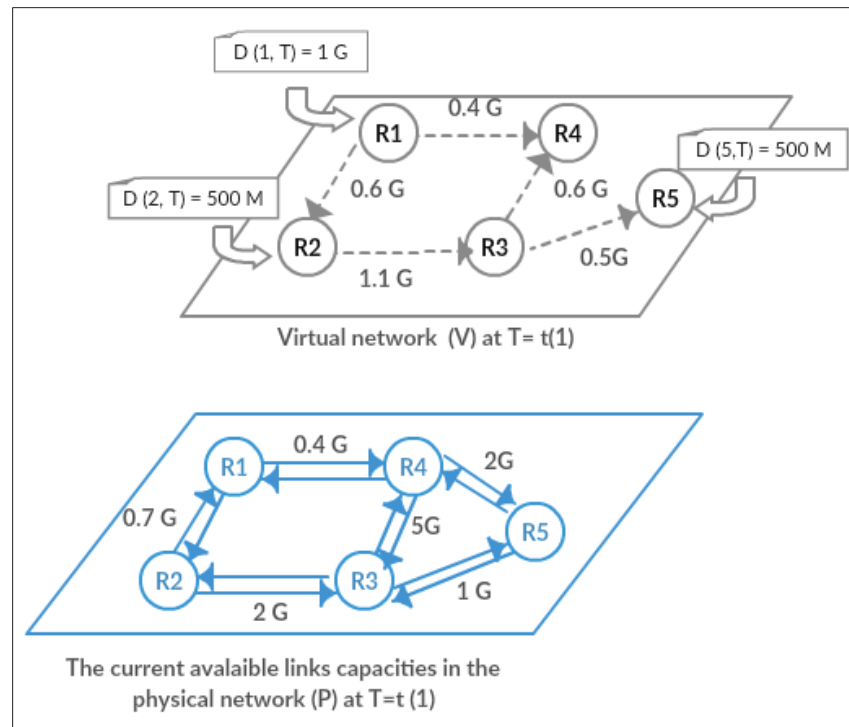 D (1, T) = 1 G
0.4 G
R1
R4
D (5,T) = 500 M
D (2, T) = 500 M
0.6 G
0.6 G
R5
R2
R3
1.1 G
0.5G
Virtual network (V) at T= t(1)
0.4 G
R1
R4
2G
0.7 G
5G
R5
R2
R3
2 G
1 G
The current avalaible links capacities in the
physical network (P) at T=t (1)